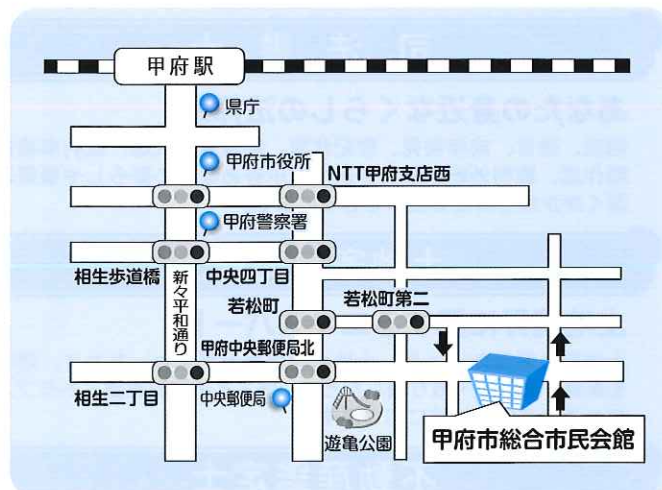 甲府駅
県庁
甲府市役所
NTT甲府支店西
甲府警察署
相生歩道橋
中央四丁目
新々平和通り
若松町
若松町第二
甲府中央郵便局北
相生二丁目
中央郵便局
遊亀公園
甲府市総合市民会館